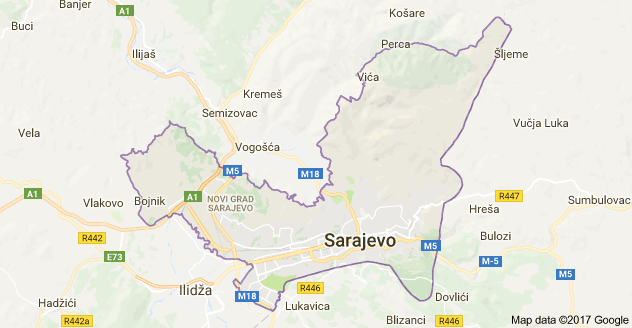 Banjer
A1
Košare
Ilijaš
Perca
Šljeme
Vića
Kremeš
Semizovac
Vučja Luka
Vela
Vogošća
M5
M18
A1
Vlakovo
Bojnik
A1
NOVI GRAD
SARAJEVO
R447
Sumbulovac
Hreša
R442
Sarajevo
M5
Bulozi
E73
M-5
M5
Ilidža
M18
R446
Hadžići
Lukavica
Dovlići
R442a
Blizanci
R446
Map data ©2017 Google